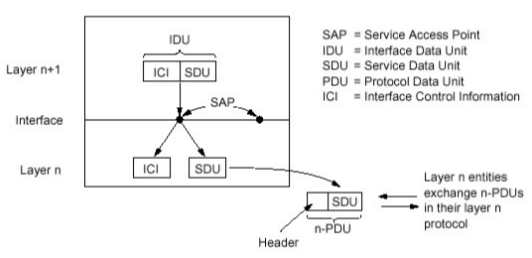 IDU
ICI SDU
Layer n+1
SAP
Interface
Layer n
ICI SDU
SAP = Service Access Point
IDU = Interface Data Unit
SDU = Service Data Unit
PDU = Protocol Data Unit
ICI = Interface Control Information
SDU
n-PDU
Header
Layer n entities
exchange n-PDUs
in their layer n
protocol